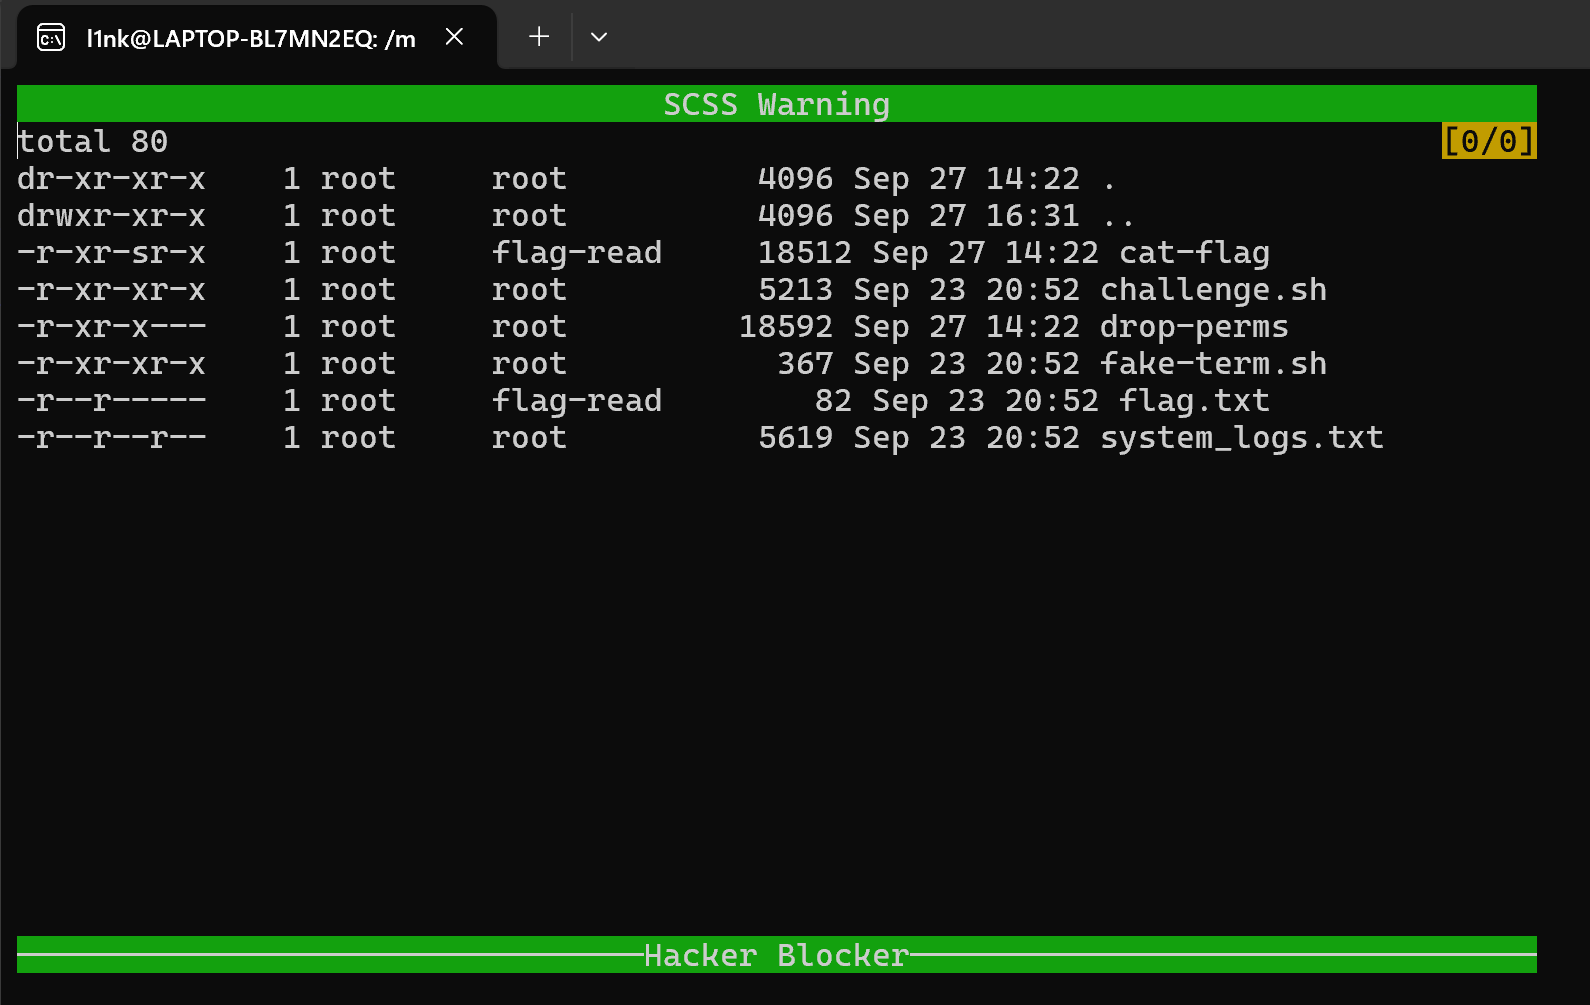 l1nk@LAPTOP-BL7MN2EQ: /m
SCSS Warning
total 80 [0/0]
dr-xr-xr-x    1 root     root          4096 Sep 27 14:22 .
drwxr-xr-x    1 root     root          4096 Sep 27 16:31 ..
-r-xr-sr-x    1 root     flag-read     18512 Sep 27 14:22 cat-flag
-r-xr-xr-x    1 root     root          5213 Sep 23 20:52 challenge.sh
-r-xr-x---    1 root     root         18592 Sep 27 14:22 drop-perms
-r-xr-xr-x    1 root     root           367 Sep 23 20:52 fake-term.sh
-r--r-----    1 root     flag-read        82 Sep 23 20:52 flag.txt
-r--r--r--    1 root     root          5619 Sep 23 20:52 system_logs.txt
Hacker Blocker